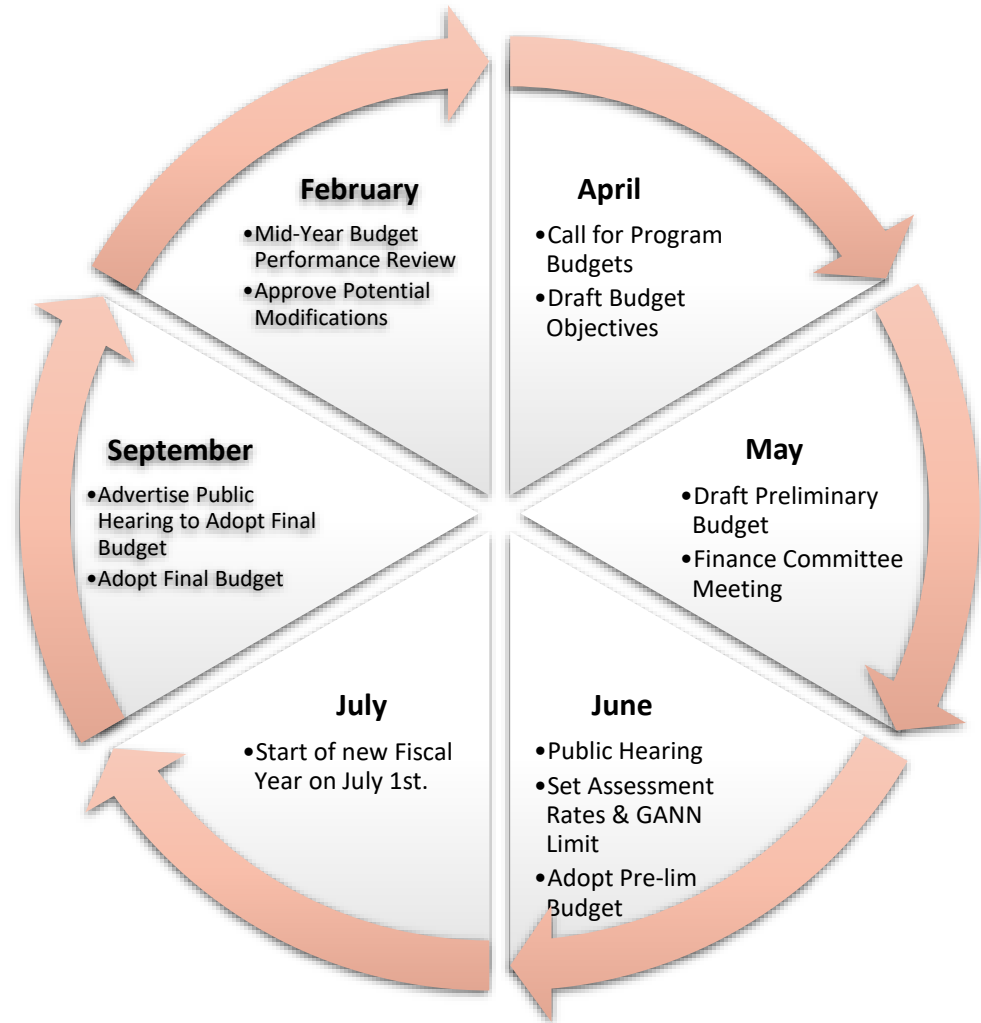 February
•Mid-Year Budget
Performance Review
•Approve Potential
Modifications
April
•Call for Program
Budgets
•Draft Budget
Objectives
May
•Draft Preliminary
Budget
•Finance Committee
Meeting
June
•Public Hearing
•Set Assessment
Rates & GANN
Limit
•Adopt Pre-lim
Budget
July
•Start of new Fiscal
Year on July 1st.
September
•Advertise Public
Hearing to Adopt Final
Budget
•Adopt Final Budget